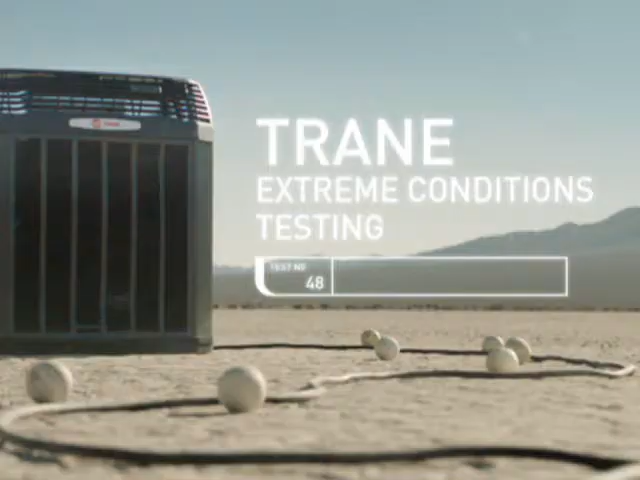 TRANE
EXTREME CONDITIONS
TESTING
TEST NO
48